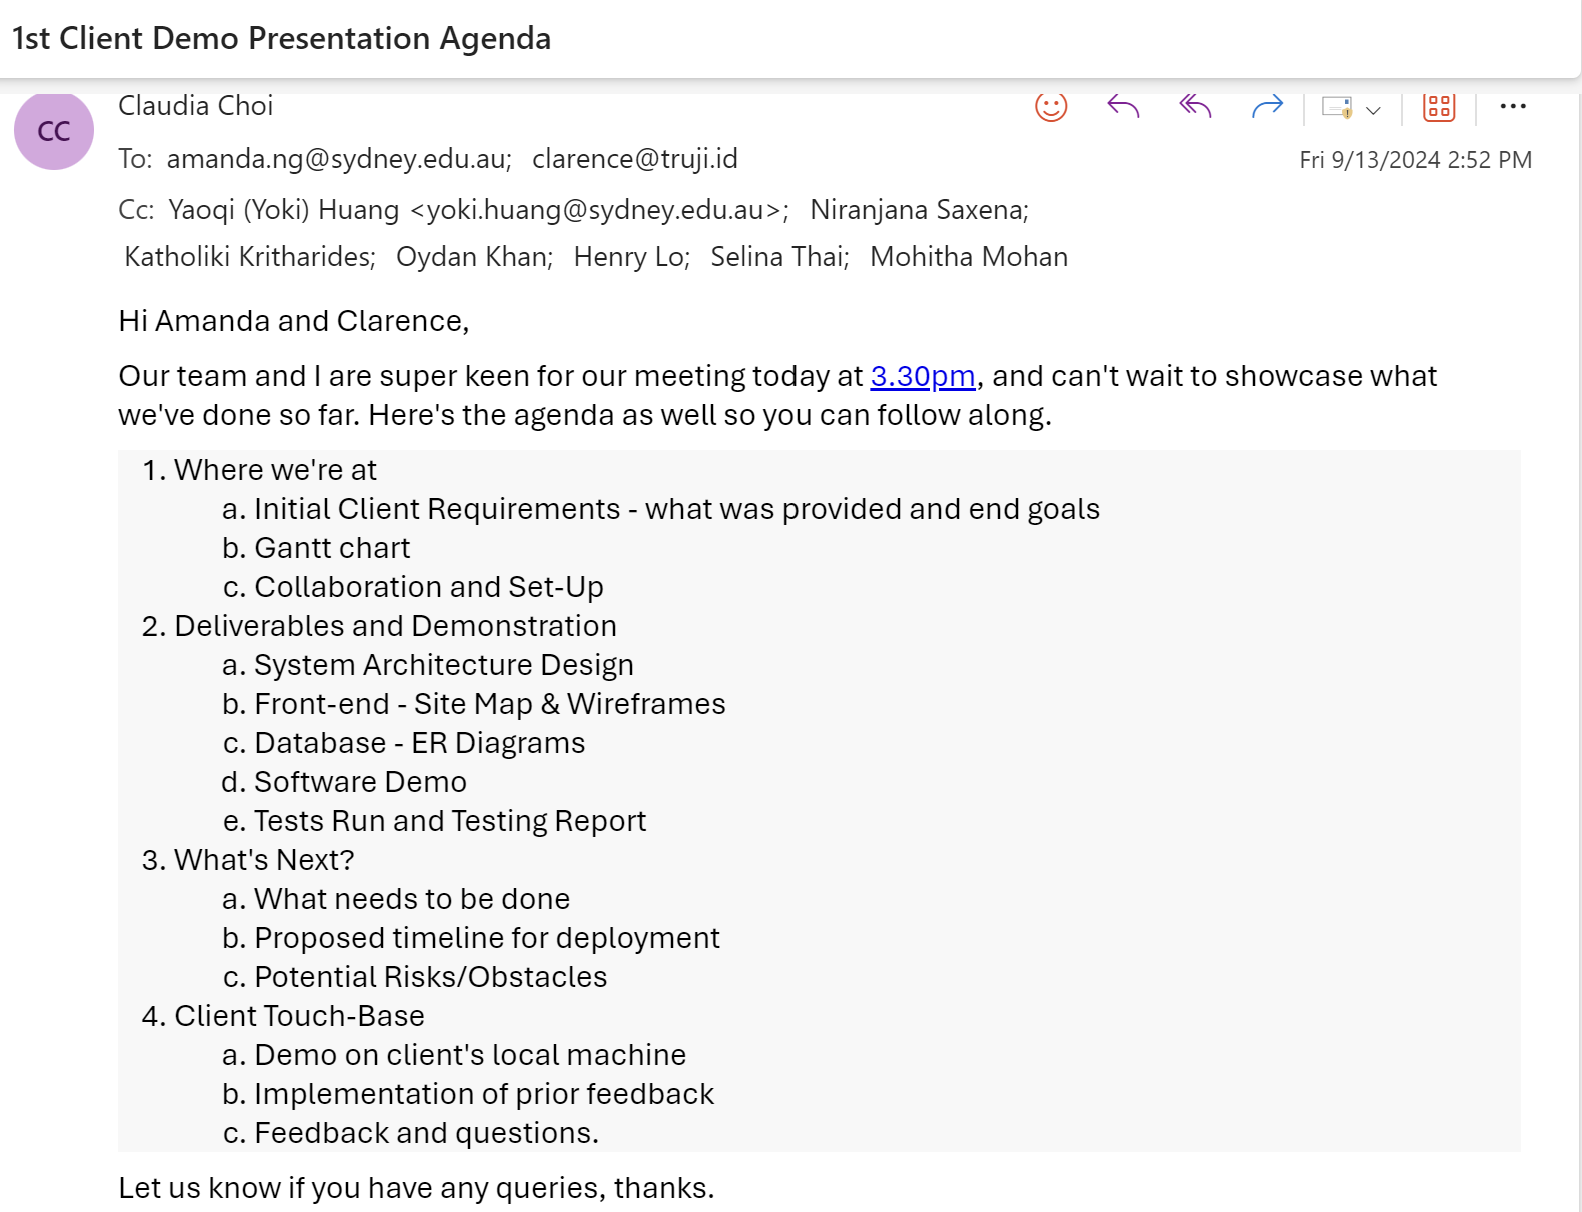 1st Client Demo Presentation Agenda
CC
Claudia Choi
To: amanda.ng@sydney.edu.au; clarence@truji.id
Fri 9/13/2024 2:52 PM
Cc: Yaoqi (Yoki) Huang <yoki.huang@sydney.edu.au>; Niranjana Saxena;
Katholiki Kritharides; Oydan Khan; Henry Lo; Selina Thai; Mohitha Mohan
Hi Amanda and Clarence,
Our team and I are super keen for our meeting today at 3.30pm, and can't wait to showcase what
we've done so far. Here's the agenda as well so you can follow along.
1. Where we're at
a. Initial Client Requirements - what was provided and end goals
b. Gantt chart
c. Collaboration and Set-Up
2. Deliverables and Demonstration
a. System Architecture Design
b. Front-end - Site Map & Wireframes
c. Database - ER Diagrams
d. Software Demo
e. Tests Run and Testing Report
3. What's Next?
a. What needs to be done
b. Proposed timeline for deployment
c. Potential Risks/Obstacles
4. Client Touch-Base
a. Demo on client's local machine
b. Implementation of prior feedback
c. Feedback and questions.
Let us know if you have any queries, thanks.